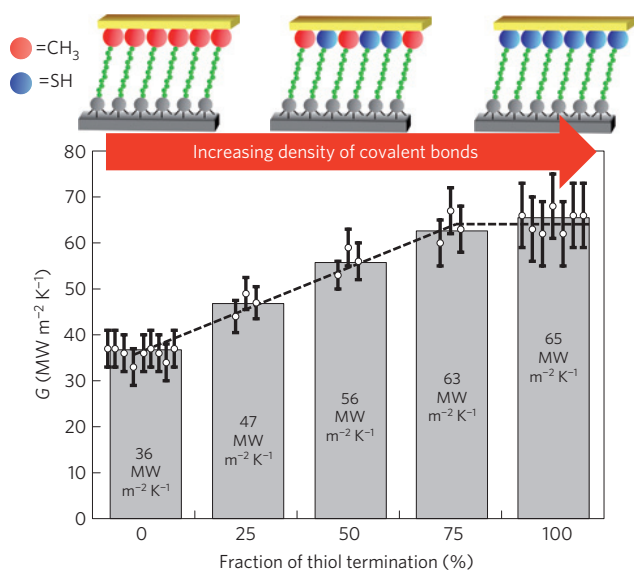 =CH₃
=SH
Increasing density of covalent bonds
80
70
60
50
40
30
20
10
0
G (MW m⁻² K⁻¹)
36
MW
m⁻² K⁻¹
47
MW
m⁻² K⁻¹
56
MW
m⁻² K⁻¹
63
MW
m⁻² K⁻¹
65
MW
m⁻² K⁻¹
0 25 50 75 100
Fraction of thiol termination (%)